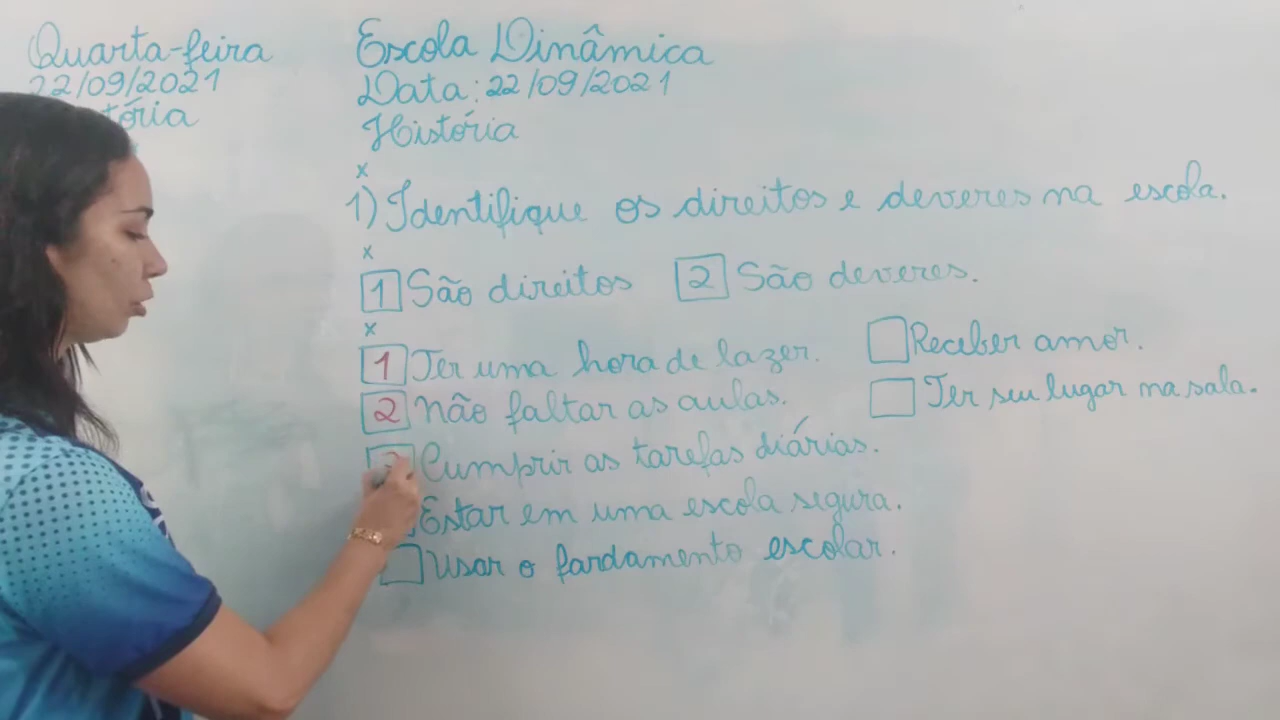 Quarta-feira
22/09/2021
tória
Escola Dinâmica
Data: 22/09/2021
História
x
1) Identifique os direitos e deveres na escola.
x
1 São direitos 2 São deveres.
x
1 Ter uma hora de lazer.
2 Não faltar as aulas.
Cumprir as tarefas diárias.
Estar em uma escola segura.
Usar o fardamento escolar.
Receber amor.
Ter seu lugar na sala.